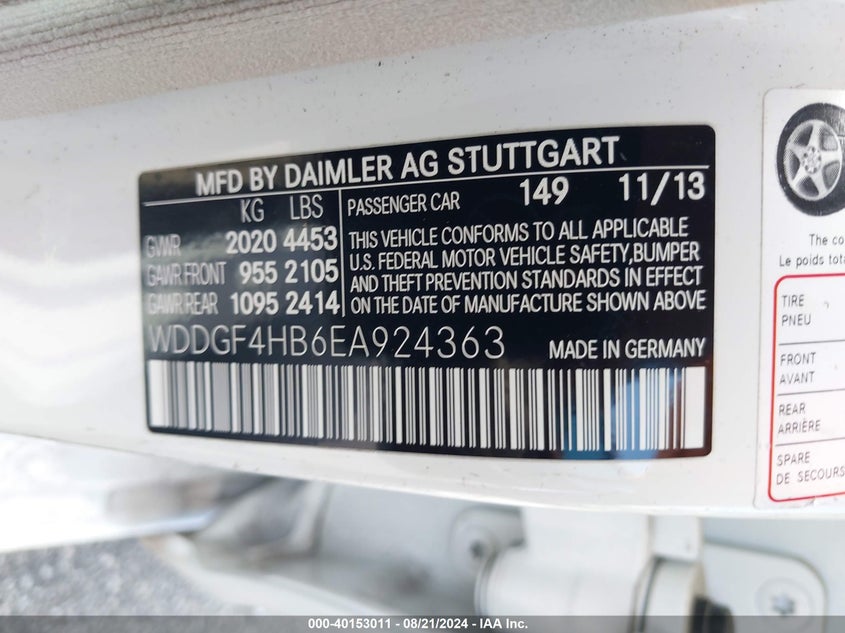 MFD BY DAIMLER AG STUTTGART
KG LBS
GVWR 2020 4453
GAWR FRONT 955 2105
GAWR REAR 1095 2414
PASSENGER CAR 149 11/13
THIS VEHICLE CONFORMS TO ALL APPLICABLE
U.S. FEDERAL MOTOR VEHICLE SAFETY,BUMPER
AND THEFT PREVENTION STANDARDS IN EFFECT
ON THE DATE OF MANUFACTURE SHOWN ABOVE
WDDGF4HB6EA924363 MADE IN GERMANY
The co
Le poids tota
TIRE
PNEU
FRONT
AVANT
REAR
ARRIÈRE
SPARE
DE SECOURS
000-40153011 - 08/21/2024 - IAA Inc.